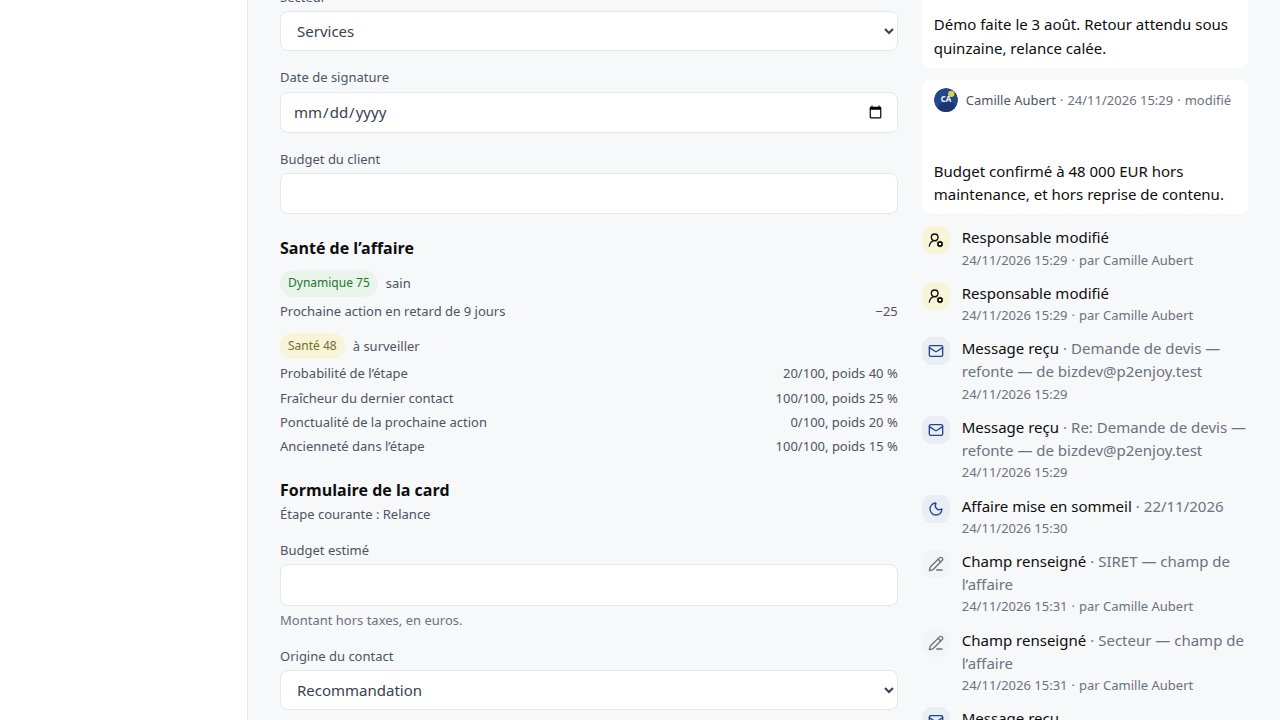 Services
Date de signature
mm/dd/yyyy
Budget du client
Santé de l’affaire
Dynamique 75 sain
Prochaine action en retard de 9 jours −25
Santé 48 à surveiller
Probabilité de l’étape 20/100, poids 40 %
Fraîcheur du dernier contact 100/100, poids 25 %
Ponctualité de la prochaine action 0/100, poids 20 %
Ancienneté dans l’étape 100/100, poids 15 %
Formulaire de la card
Étape courante : Relance
Budget estimé
Montant hors taxes, en euros.
Origine du contact
Recommandation
Démo faite le 3 août. Retour attendu sous
quinzaine, relance calée.
CA Camille Aubert · 24/11/2026 15:29 · modifié
Budget confirmé à 48 000 EUR hors
maintenance, et hors reprise de contenu.
Responsable modifié
24/11/2026 15:29 · par Camille Aubert
Responsable modifié
24/11/2026 15:29 · par Camille Aubert
Message reçu · Demande de devis —
refonte — de bizdev@p2enjoy.test
24/11/2026 15:29
Message reçu · Re: Demande de devis —
refonte — de bizdev@p2enjoy.test
24/11/2026 15:29
Affaire mise en sommeil · 22/11/2026
24/11/2026 15:30
Champ renseigné · SIRET — champ de
l’affaire
24/11/2026 15:31 · par Camille Aubert
Champ renseigné · Secteur — champ de
l’affaire
24/11/2026 15:31 · par Camille Aubert
Message reçu